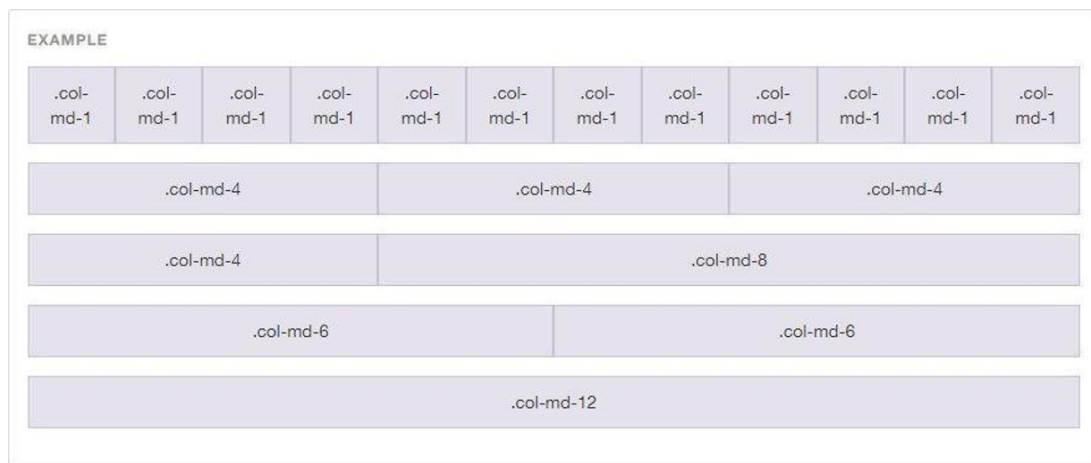 EXAMPLE
.col- .col- .col- .col- .col- .col- .col- .col- .col- .col- .col- .col-
md-1 md-1 md-1 md-1 md-1 md-1 md-1 md-1 md-1 md-1 md-1 md-1
.col-md-4 .col-md-4 .col-md-4
.col-md-4 .col-md-8
.col-md-6 .col-md-6
.col-md-12